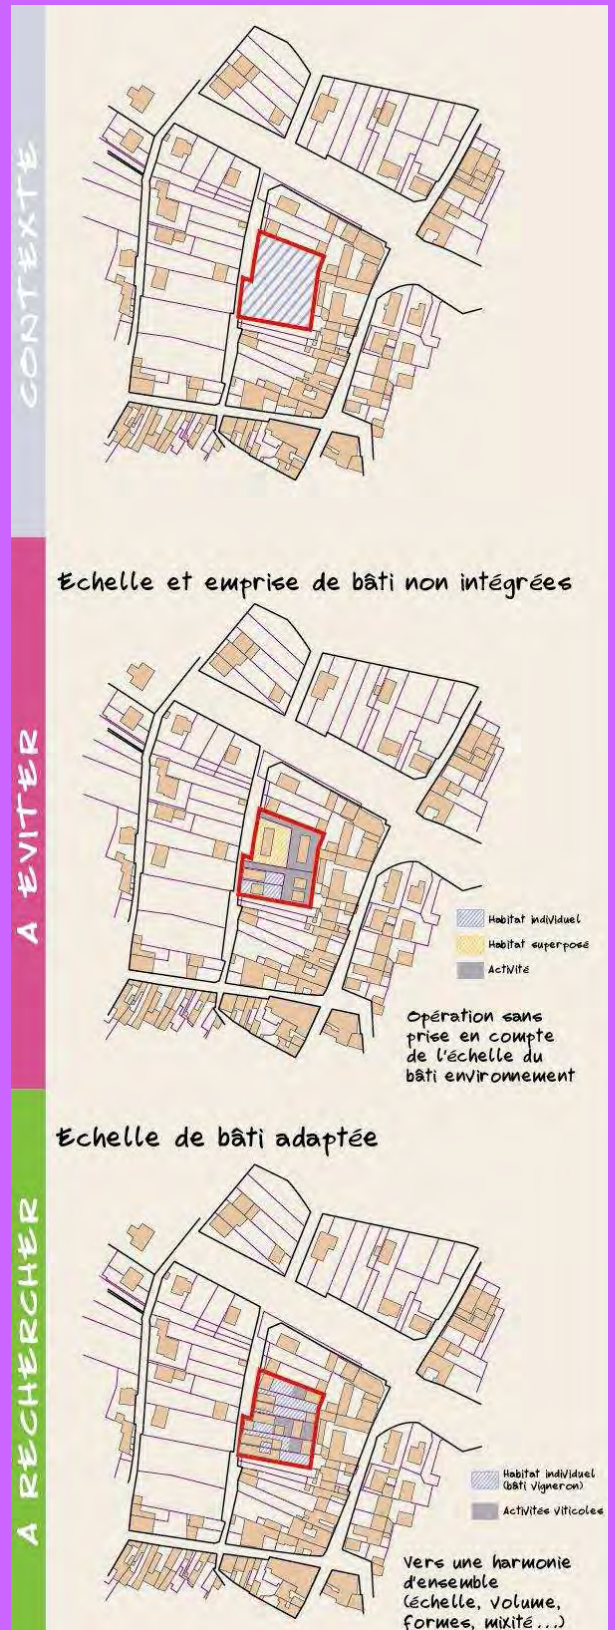 CONTEXTE
Echelle et emprise de bâti non intégrées
A EVITER
Habitat individuel
Habitat superposé
Activité
Opération sans
prise en compte
de l'échelle du
bâti environnement
Echelle de bâti adaptée
A RECHERCHER
Habitat individuel
(bâti vigneron)
Activités viticoles
Vers une harmonie
d'ensemble
(échelle, volume,
formes, mixité...)